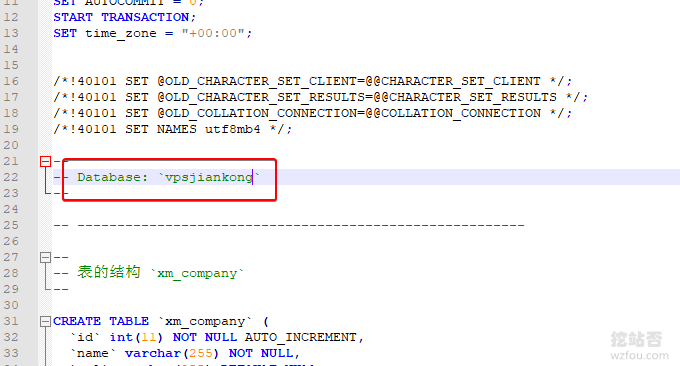 11 SET AUTOCOMMIT = 0;
12 START TRANSACTION;
13 SET time_zone = "+00:00";
14
15
16 /*!40101 SET @OLD_CHARACTER_SET_CLIENT=@@CHARACTER_SET_CLIENT */;
17 /*!40101 SET @OLD_CHARACTER_SET_RESULTS=@@CHARACTER_SET_RESULTS */;
18 /*!40101 SET @OLD_COLLATION_CONNECTION=@@COLLATION_CONNECTION */;
19 /*!40101 SET NAMES utf8mb4 */;
20
21 --
22 -- Database: `vpsjiankong`
23 --
24
25 -- --------------------------------------------------------
26
27 --
28 -- 表的结构 `xm_company`
29 --
30
31 CREATE TABLE `xm_company` (
32 `id` int(11) NOT NULL AUTO_INCREMENT,
33 `name` varchar(255) NOT NULL,
挖站否
wzfou.com